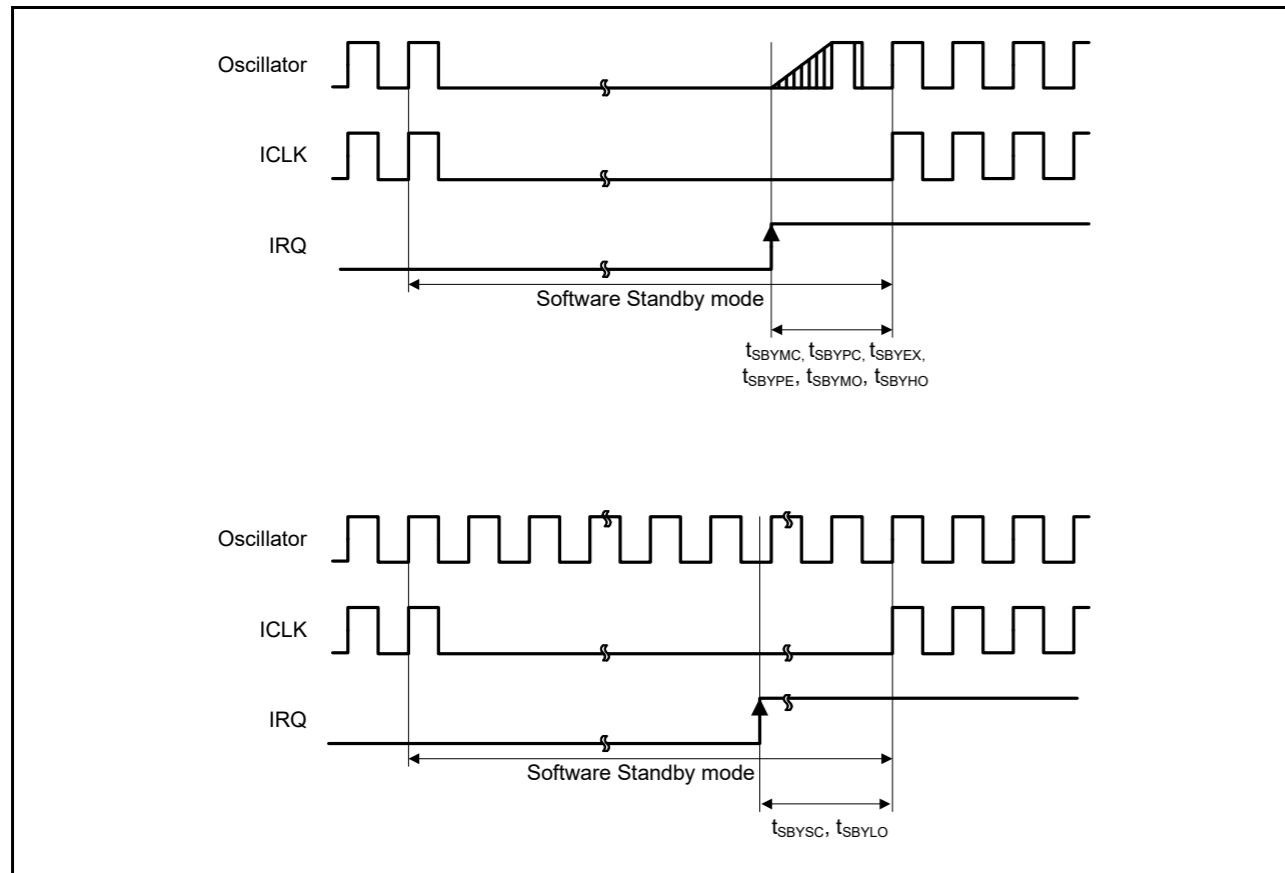 Oscillator
ICLK
IRQ
Software Standby mode
tSBYMC, tSBYPC, tSBYEX,
tSBYPE, tSBYMO, tSBYHO
Oscillator
ICLK
IRQ
Software Standby mode
tSBYSC, tSBYLO